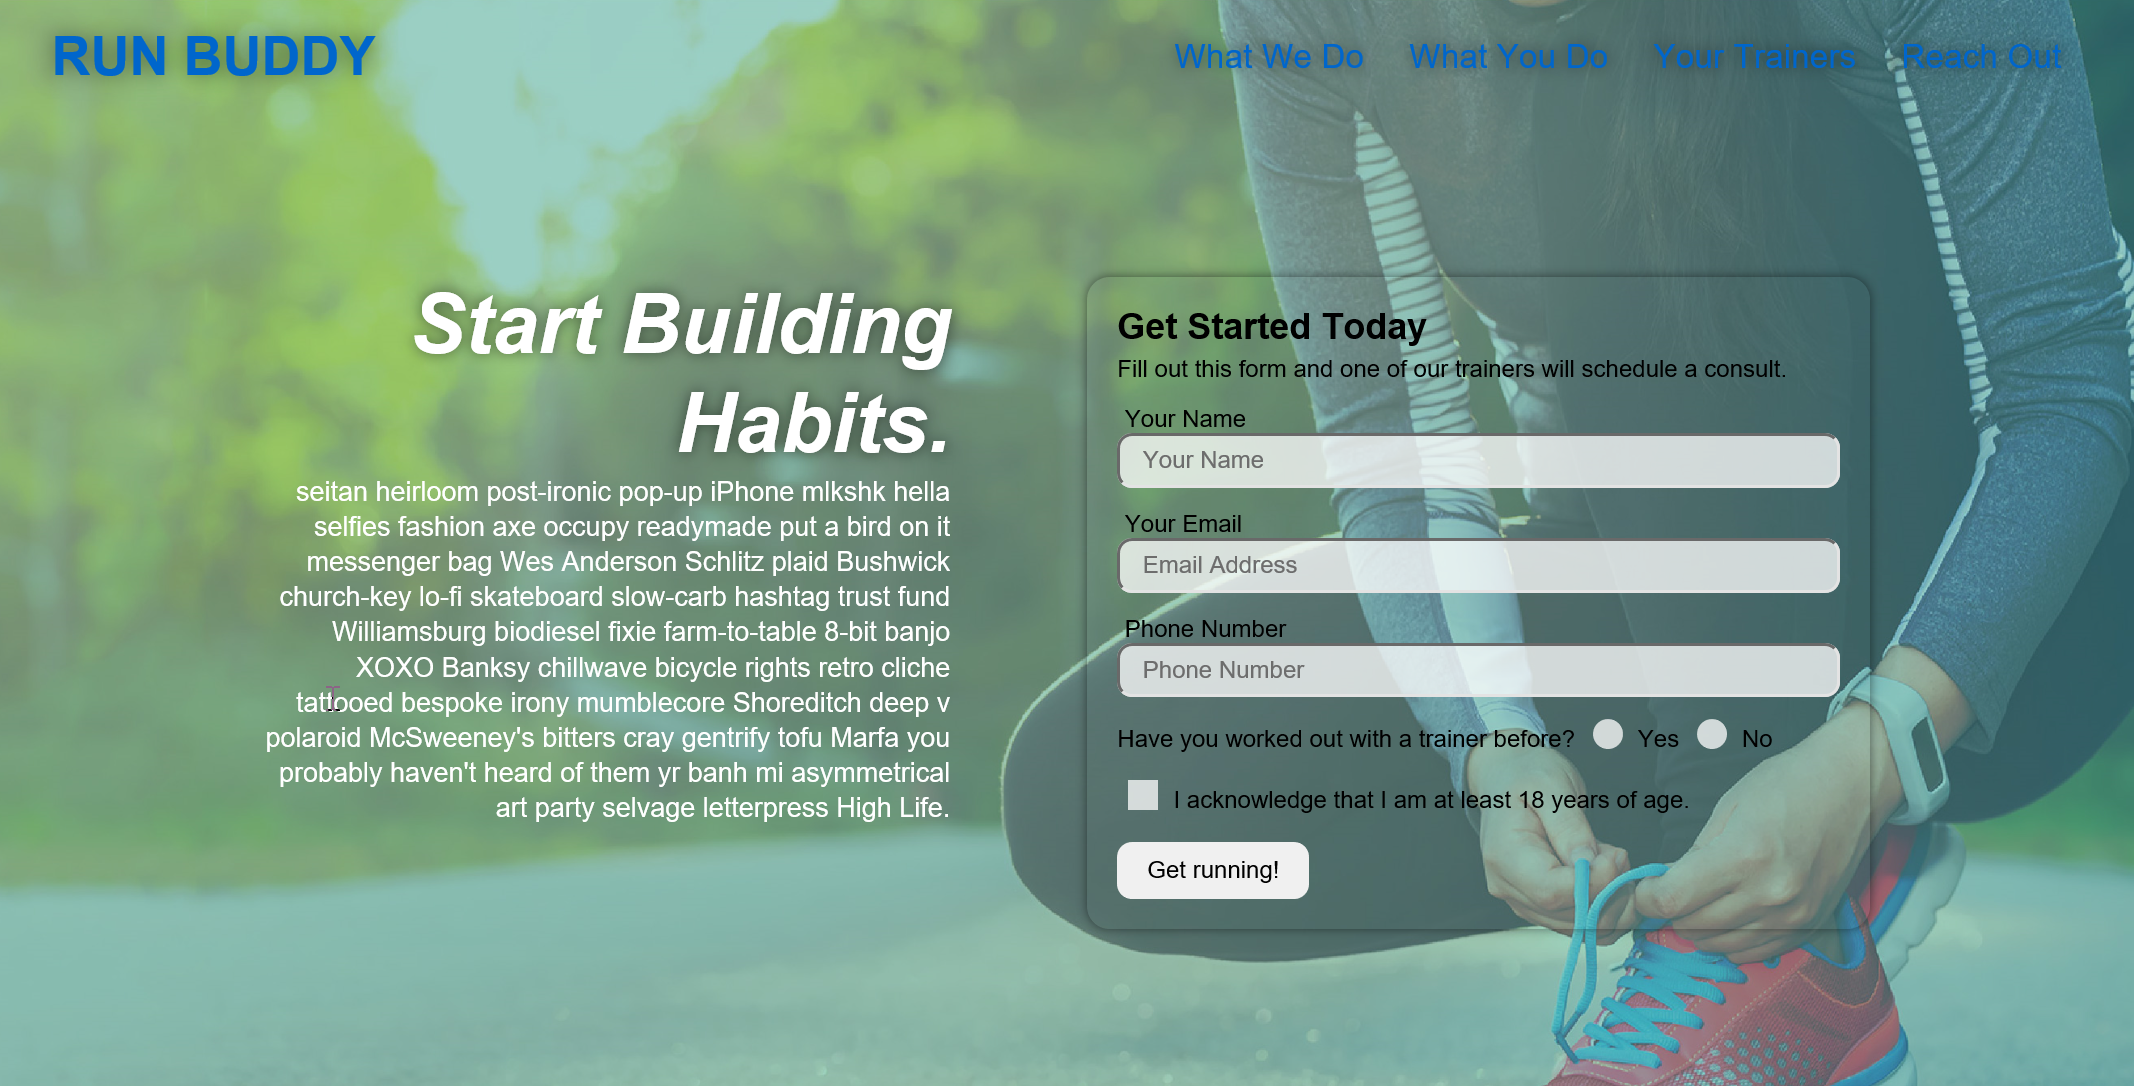 RUN BUDDY
What We Do What You Do Your Trainers Reach Out
Start Building
Habits.
seitan heirloom post-ironic pop-up iPhone mlkshk hella
selfies fashion axe occupy readymade put a bird on it
messenger bag Wes Anderson Schlitz plaid Bushwick
church-key lo-fi skateboard slow-carb hashtag trust fund
Williamsburg biodiesel fixie farm-to-table 8-bit banjo
XOXO Banksy chillwave bicycle rights retro cliche
tattooed bespoke irony mumblecore Shoreditch deep v
polaroid McSweeney's bitters cray gentrify tofu Marfa you
probably haven't heard of them yr banh mi asymmetrical
art party selvage letterpress High Life.
Get Started Today
Fill out this form and one of our trainers will schedule a consult.
Your Name
Your Name
Your Email
Email Address
Phone Number
Phone Number
Have you worked out with a trainer before? Yes No
I acknowledge that I am at least 18 years of age.
Get running!